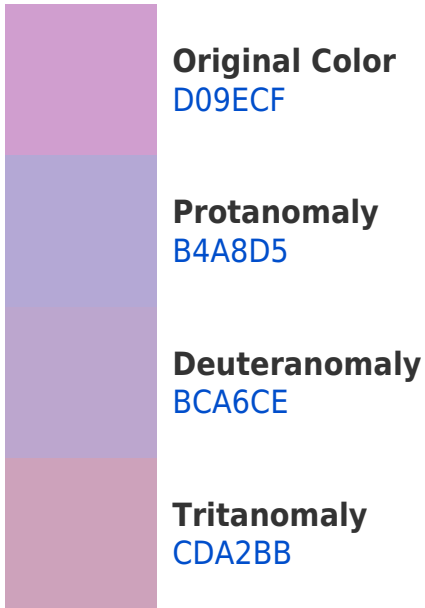 Original Color
D09ECF
Protanomaly
B4A8D5
Deuteranomaly
BCA6CE
Tritanomaly
CDA2BB